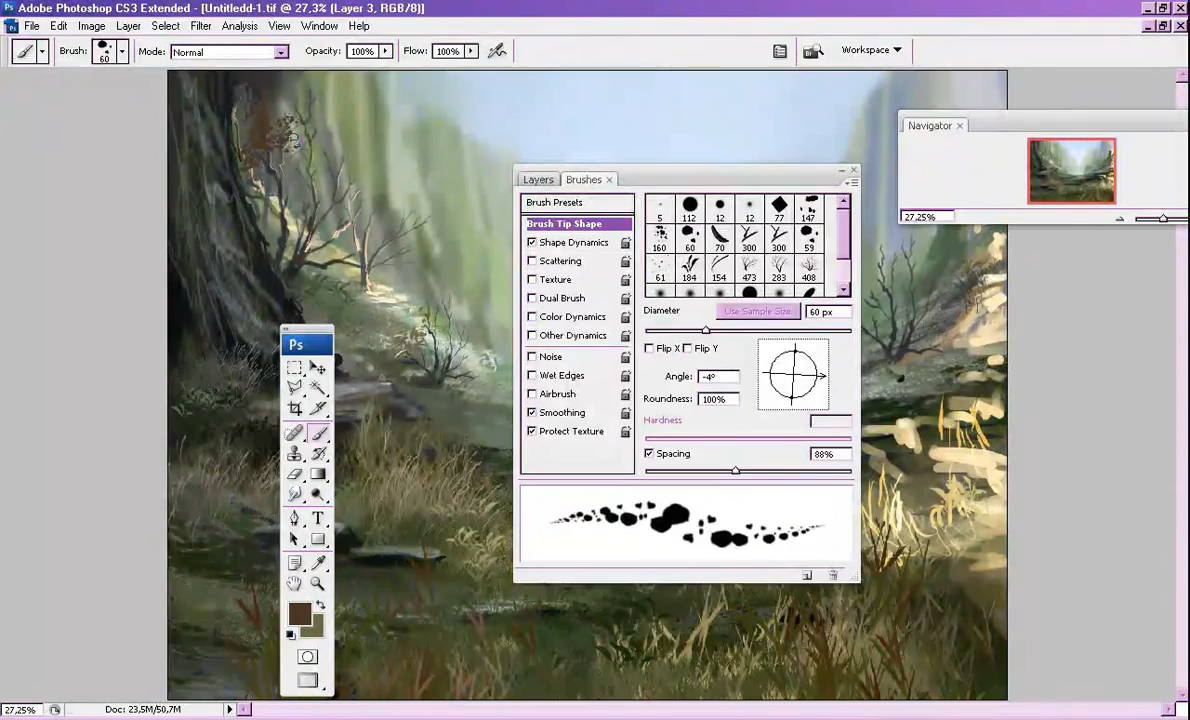 Adobe Photoshop CS3 Extended - [Untitledd-1.tif @ 27,3% (Layer 3, RGB/8)]
File Edit Image Layer Select Filter Analysis View Window Help
Brush: 60 Mode: Normal Opacity: 100% Flow: 100% Workspace
Navigator
27,25%
Layers Brushes
Brush Presets
Brush Tip Shape
Shape Dynamics
Scattering
Texture
Dual Brush
Color Dynamics
Other Dynamics
Noise
Wet Edges
Airbrush
Smoothing
Protect Texture
5 112 12 12 77 147
160 60 70 300 300 59
61 184 154 473 283 408
Diameter Use Sample Size 60 px
Flip X Flip Y
Angle: -4º
Roundness: 100%
Hardness
Spacing 88%
Ps
T
27,25% Doc: 23,5M/50,7M